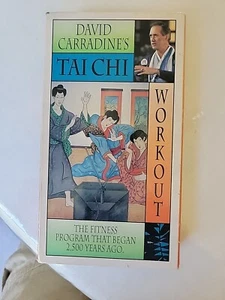 DAVID
CARRADINE'S
TAI CHI
WORKOUT
THE FITNESS
PROGRAM THAT BEGAN
2,500 YEARS AGO.